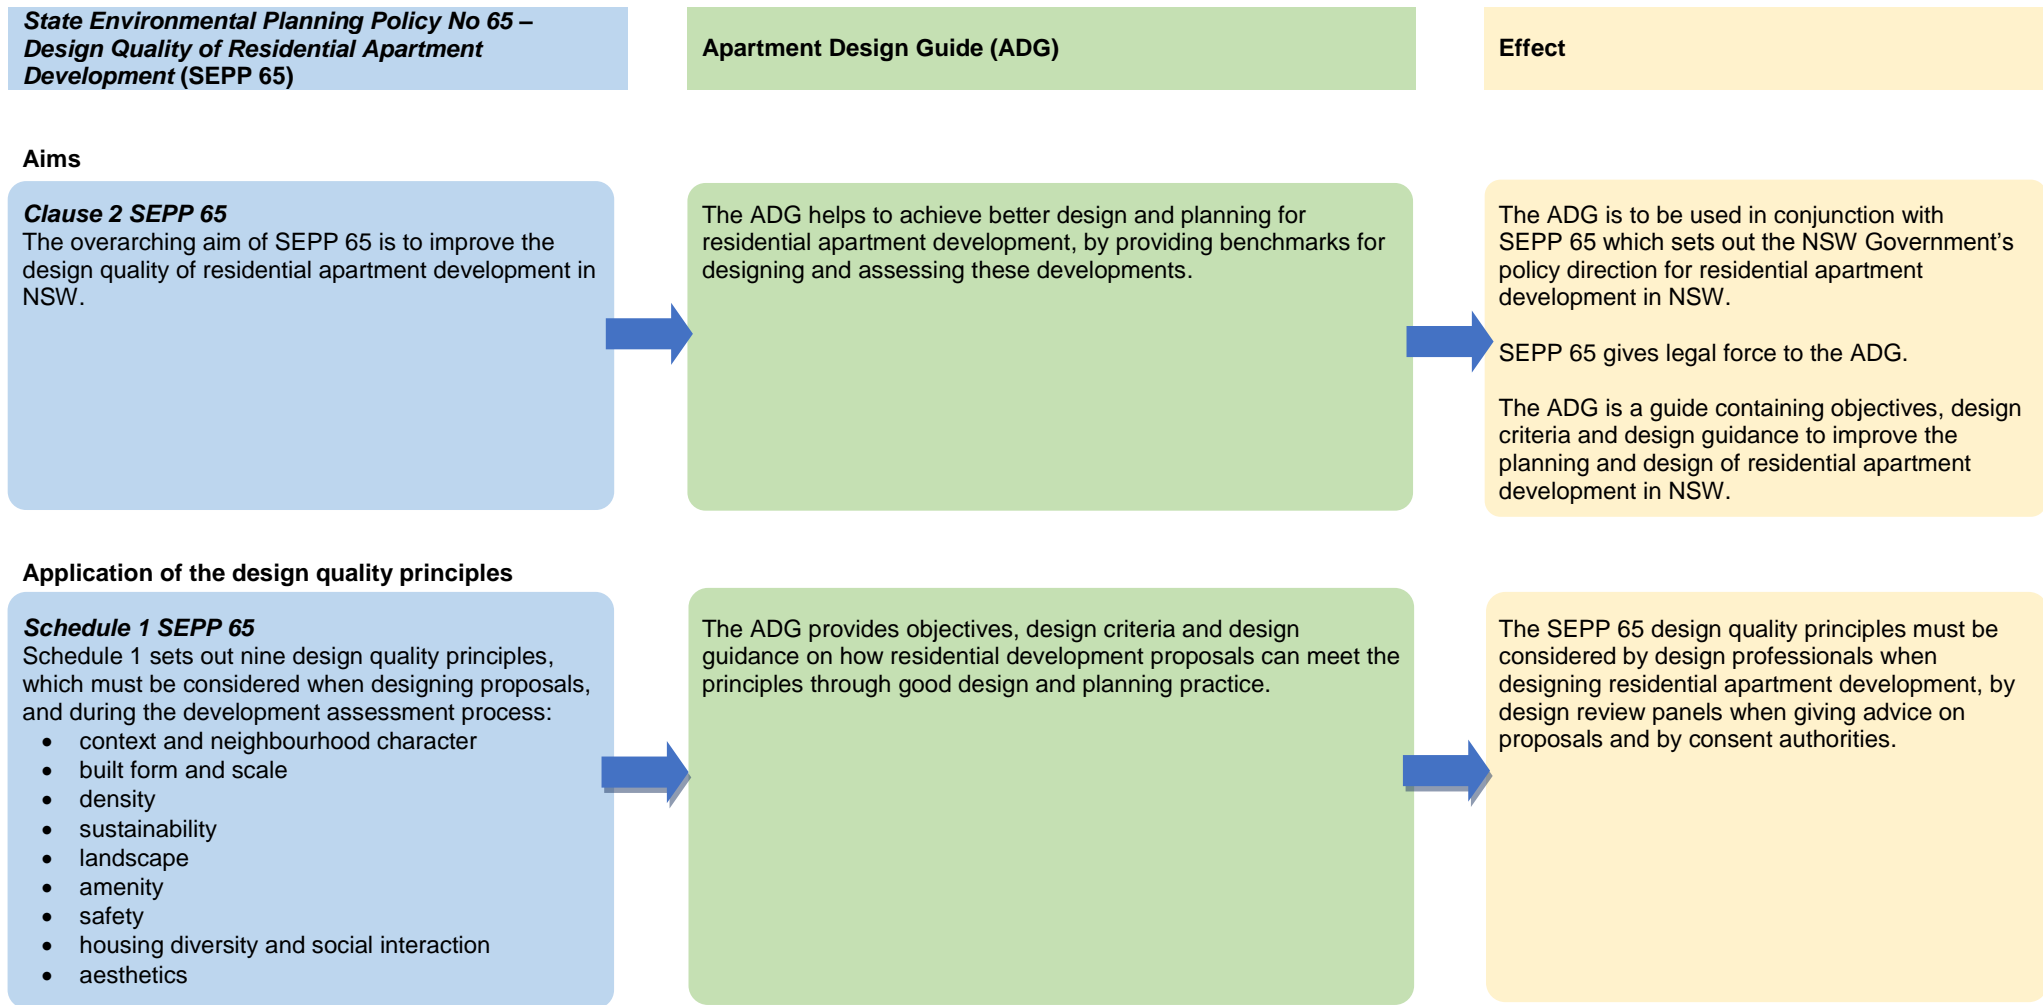 State Environmental Planning Policy No 65 –
Design Quality of Residential Apartment
Development (SEPP 65)
Apartment Design Guide (ADG)
Effect
Aims
Clause 2 SEPP 65
The overarching aim of SEPP 65 is to improve the
design quality of residential apartment development in
NSW.
The ADG helps to achieve better design and planning for
residential apartment development, by providing benchmarks for
designing and assessing these developments.
The ADG is to be used in conjunction with
SEPP 65 which sets out the NSW Government’s
policy direction for residential apartment
development in NSW.
SEPP 65 gives legal force to the ADG.
The ADG is a guide containing objectives, design
criteria and design guidance to improve the
planning and design of residential apartment
development in NSW.
Application of the design quality principles
Schedule 1 SEPP 65
Schedule 1 sets out nine design quality principles,
which must be considered when designing proposals,
and during the development assessment process:
• context and neighbourhood character
• built form and scale
• density
• sustainability
• landscape
• amenity
• safety
• housing diversity and social interaction
• aesthetics
The ADG provides objectives, design criteria and design
guidance on how residential development proposals can meet the
principles through good design and planning practice.
The SEPP 65 design quality principles must be
considered by design professionals when
designing residential apartment development, by
design review panels when giving advice on
proposals and by consent authorities.